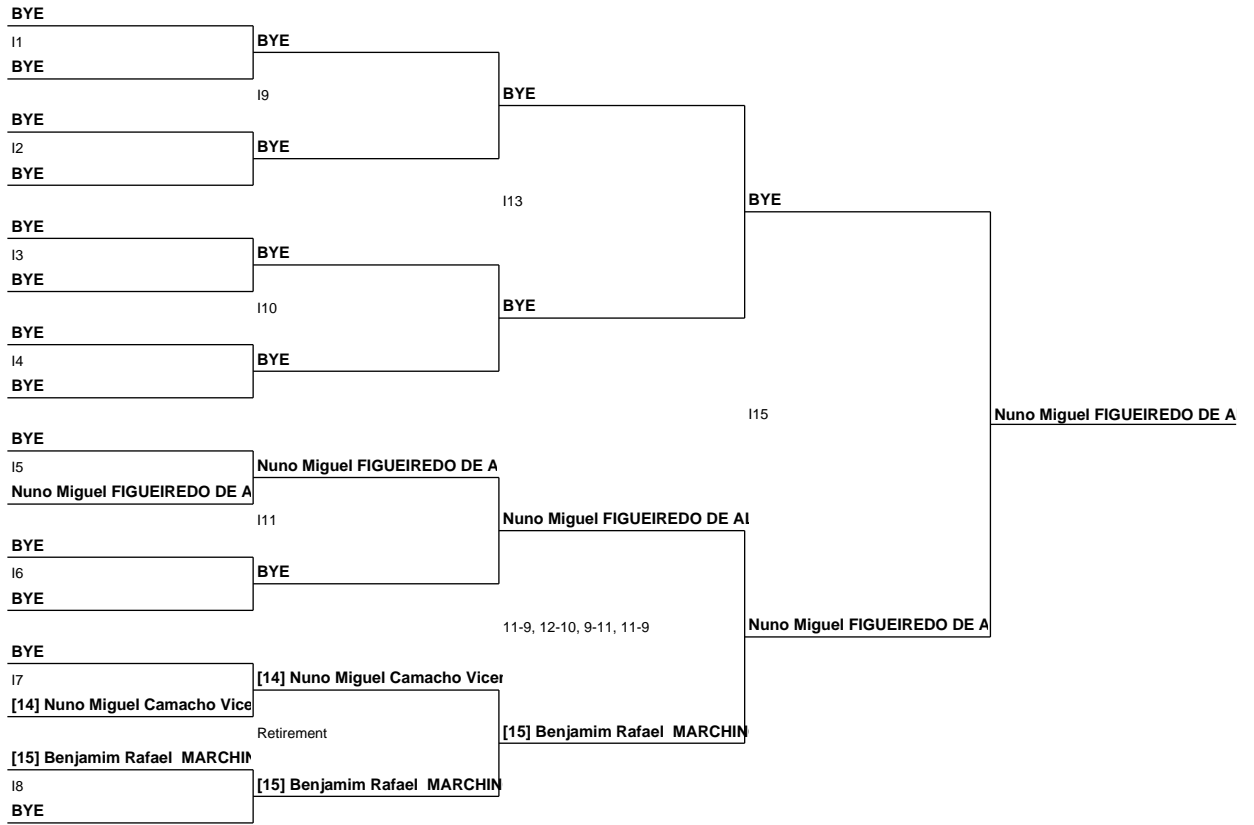 BYE
I1
BYE
BYE
I9
BYE
BYE
I2
BYE
BYE
I13
BYE
BYE
I3
BYE
BYE
I10
BYE
BYE
I4
BYE
BYE
I15
Nuno Miguel FIGUEIREDO DE A
BYE
I5
Nuno Miguel FIGUEIREDO DE A
Nuno Miguel FIGUEIREDO DE A
I11
Nuno Miguel FIGUEIREDO DE AL
BYE
I6
BYE
BYE
11-9, 12-10, 9-11, 11-9
Nuno Miguel FIGUEIREDO DE A
BYE
I7
[14] Nuno Miguel Camacho Vicer
[14] Nuno Miguel Camacho Vice
Retirement
[15] Benjamim Rafael MARCHIN
[15] Benjamim Rafael MARCHIN
I8
[15] Benjamim Rafael MARCHIN
BYE